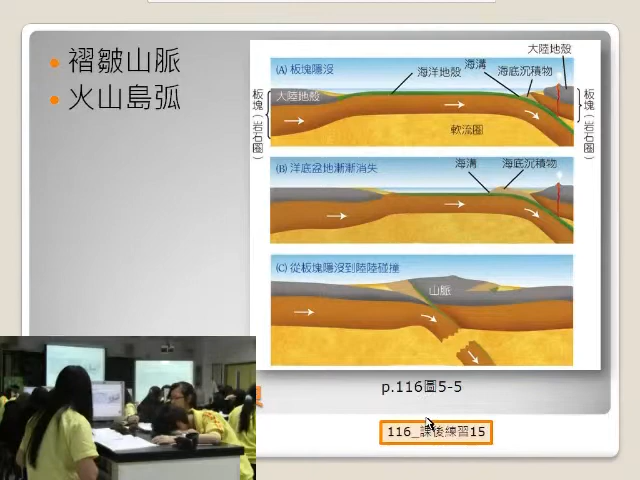 褶皺山脈
火山島弧
大陸地殼
(A) 板塊隱沒
海洋地殼
海溝
海底沉積物
大陸地殼
板塊(岩石圈)
軟流圈
板塊(岩石圈)
(B) 洋底盆地漸漸消失
海溝
海底沉積物
(C) 從板塊隱沒到陸陸碰撞
山脈
p.116圖5-5
116_課後練習15